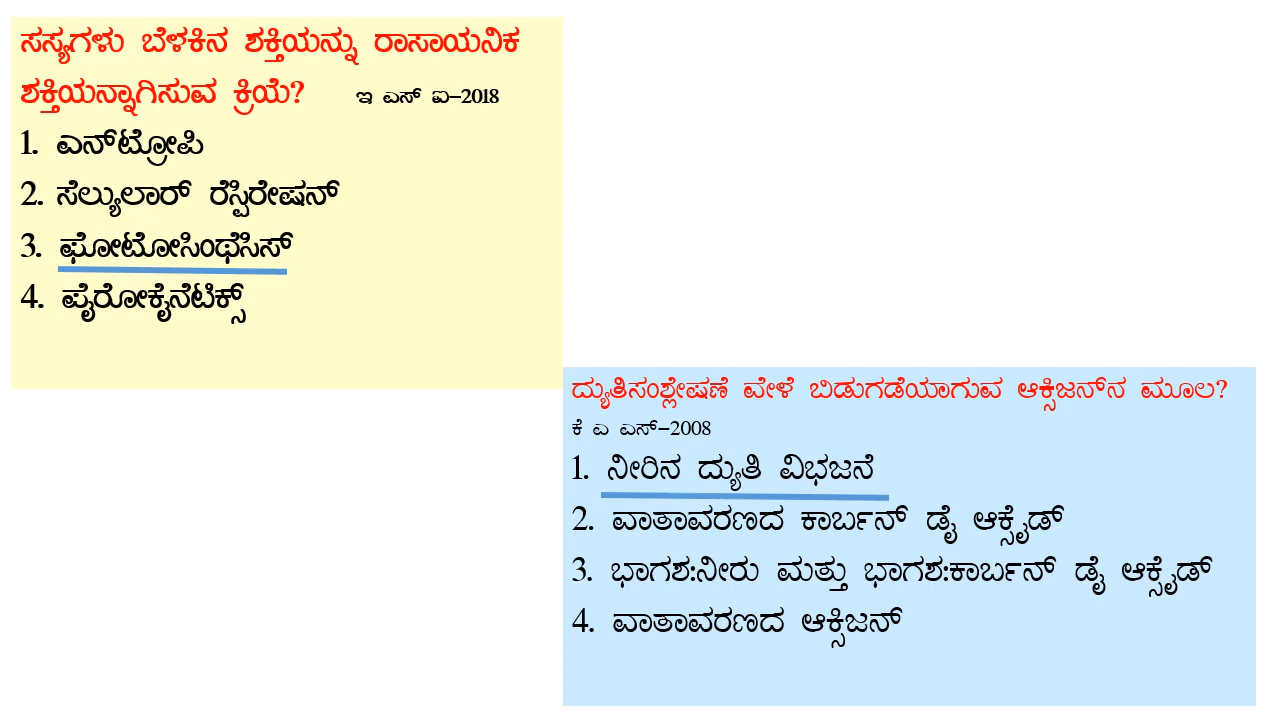 ಸಸ್ಯಗಳು ಬೆಳಕಿನ ಶಕ್ತಿಯನ್ನು ರಾಸಾಯನಿಕ
ಶಕ್ತಿಯನ್ನಾಗಿಸುವ ಕ್ರಿಯೆ? ಇ ಎಸ್ ಐ-2018
1. ಎನ್‌ಟ್ರೋಪಿ
2. ಸೆಲ್ಯುಲಾರ್ ರೆಸ್ಪಿರೇಷನ್
3. ಫೋಟೋಸಿಂಥೆಸಿಸ್
4. ಪೈರೋಕೈನೆಟಿಕ್ಸ್
ದ್ಯುತಿಸಂಶ್ಲೇಷಣೆ ವೇಳೆ ಬಿಡುಗಡೆಯಾಗುವ ಆಕ್ಸಿಜನ್‌ನ ಮೂಲ?
ಕೆ ಎ ಎಸ್-2008
1. ನೀರಿನ ದ್ಯುತಿ ವಿಭಜನೆ
2. ವಾತಾವರಣದ ಕಾರ್ಬನ್ ಡೈ ಆಕ್ಸೈಡ್
3. ಭಾಗಶ:ನೀರು ಮತ್ತು ಭಾಗಶ:ಕಾರ್ಬನ್ ಡೈ ಆಕ್ಸೈಡ್
4. ವಾತಾವರಣದ ಆಕ್ಸಿಜನ್